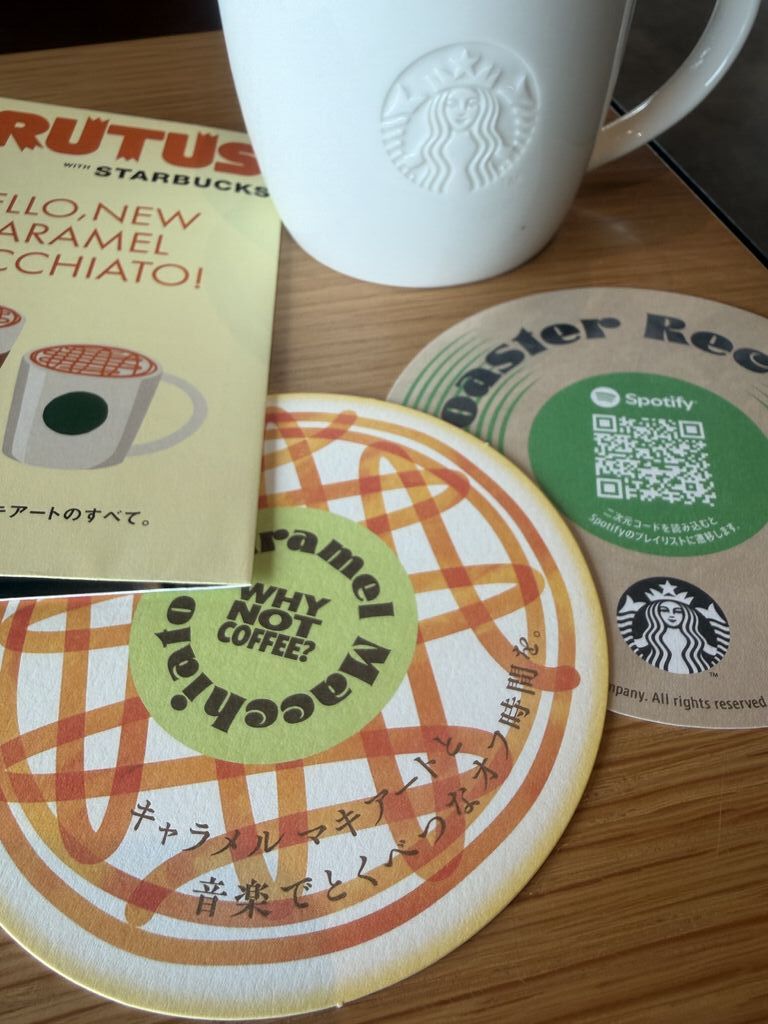 RUTUS
WITH STARBUCKS
ELLO, NEW
ARAMEL
CCHIATO!
キアートのすべて。
oaster Rec
Spotify
二次元コードを読み込むと
Spotifyのプレイリストに遷移します。
TM
mpany. All rights reserved
aramel Macchiato
WHY
NOT
COFFEE?
キャラメル マキアートと
音楽でとくべつなオフ時間を。